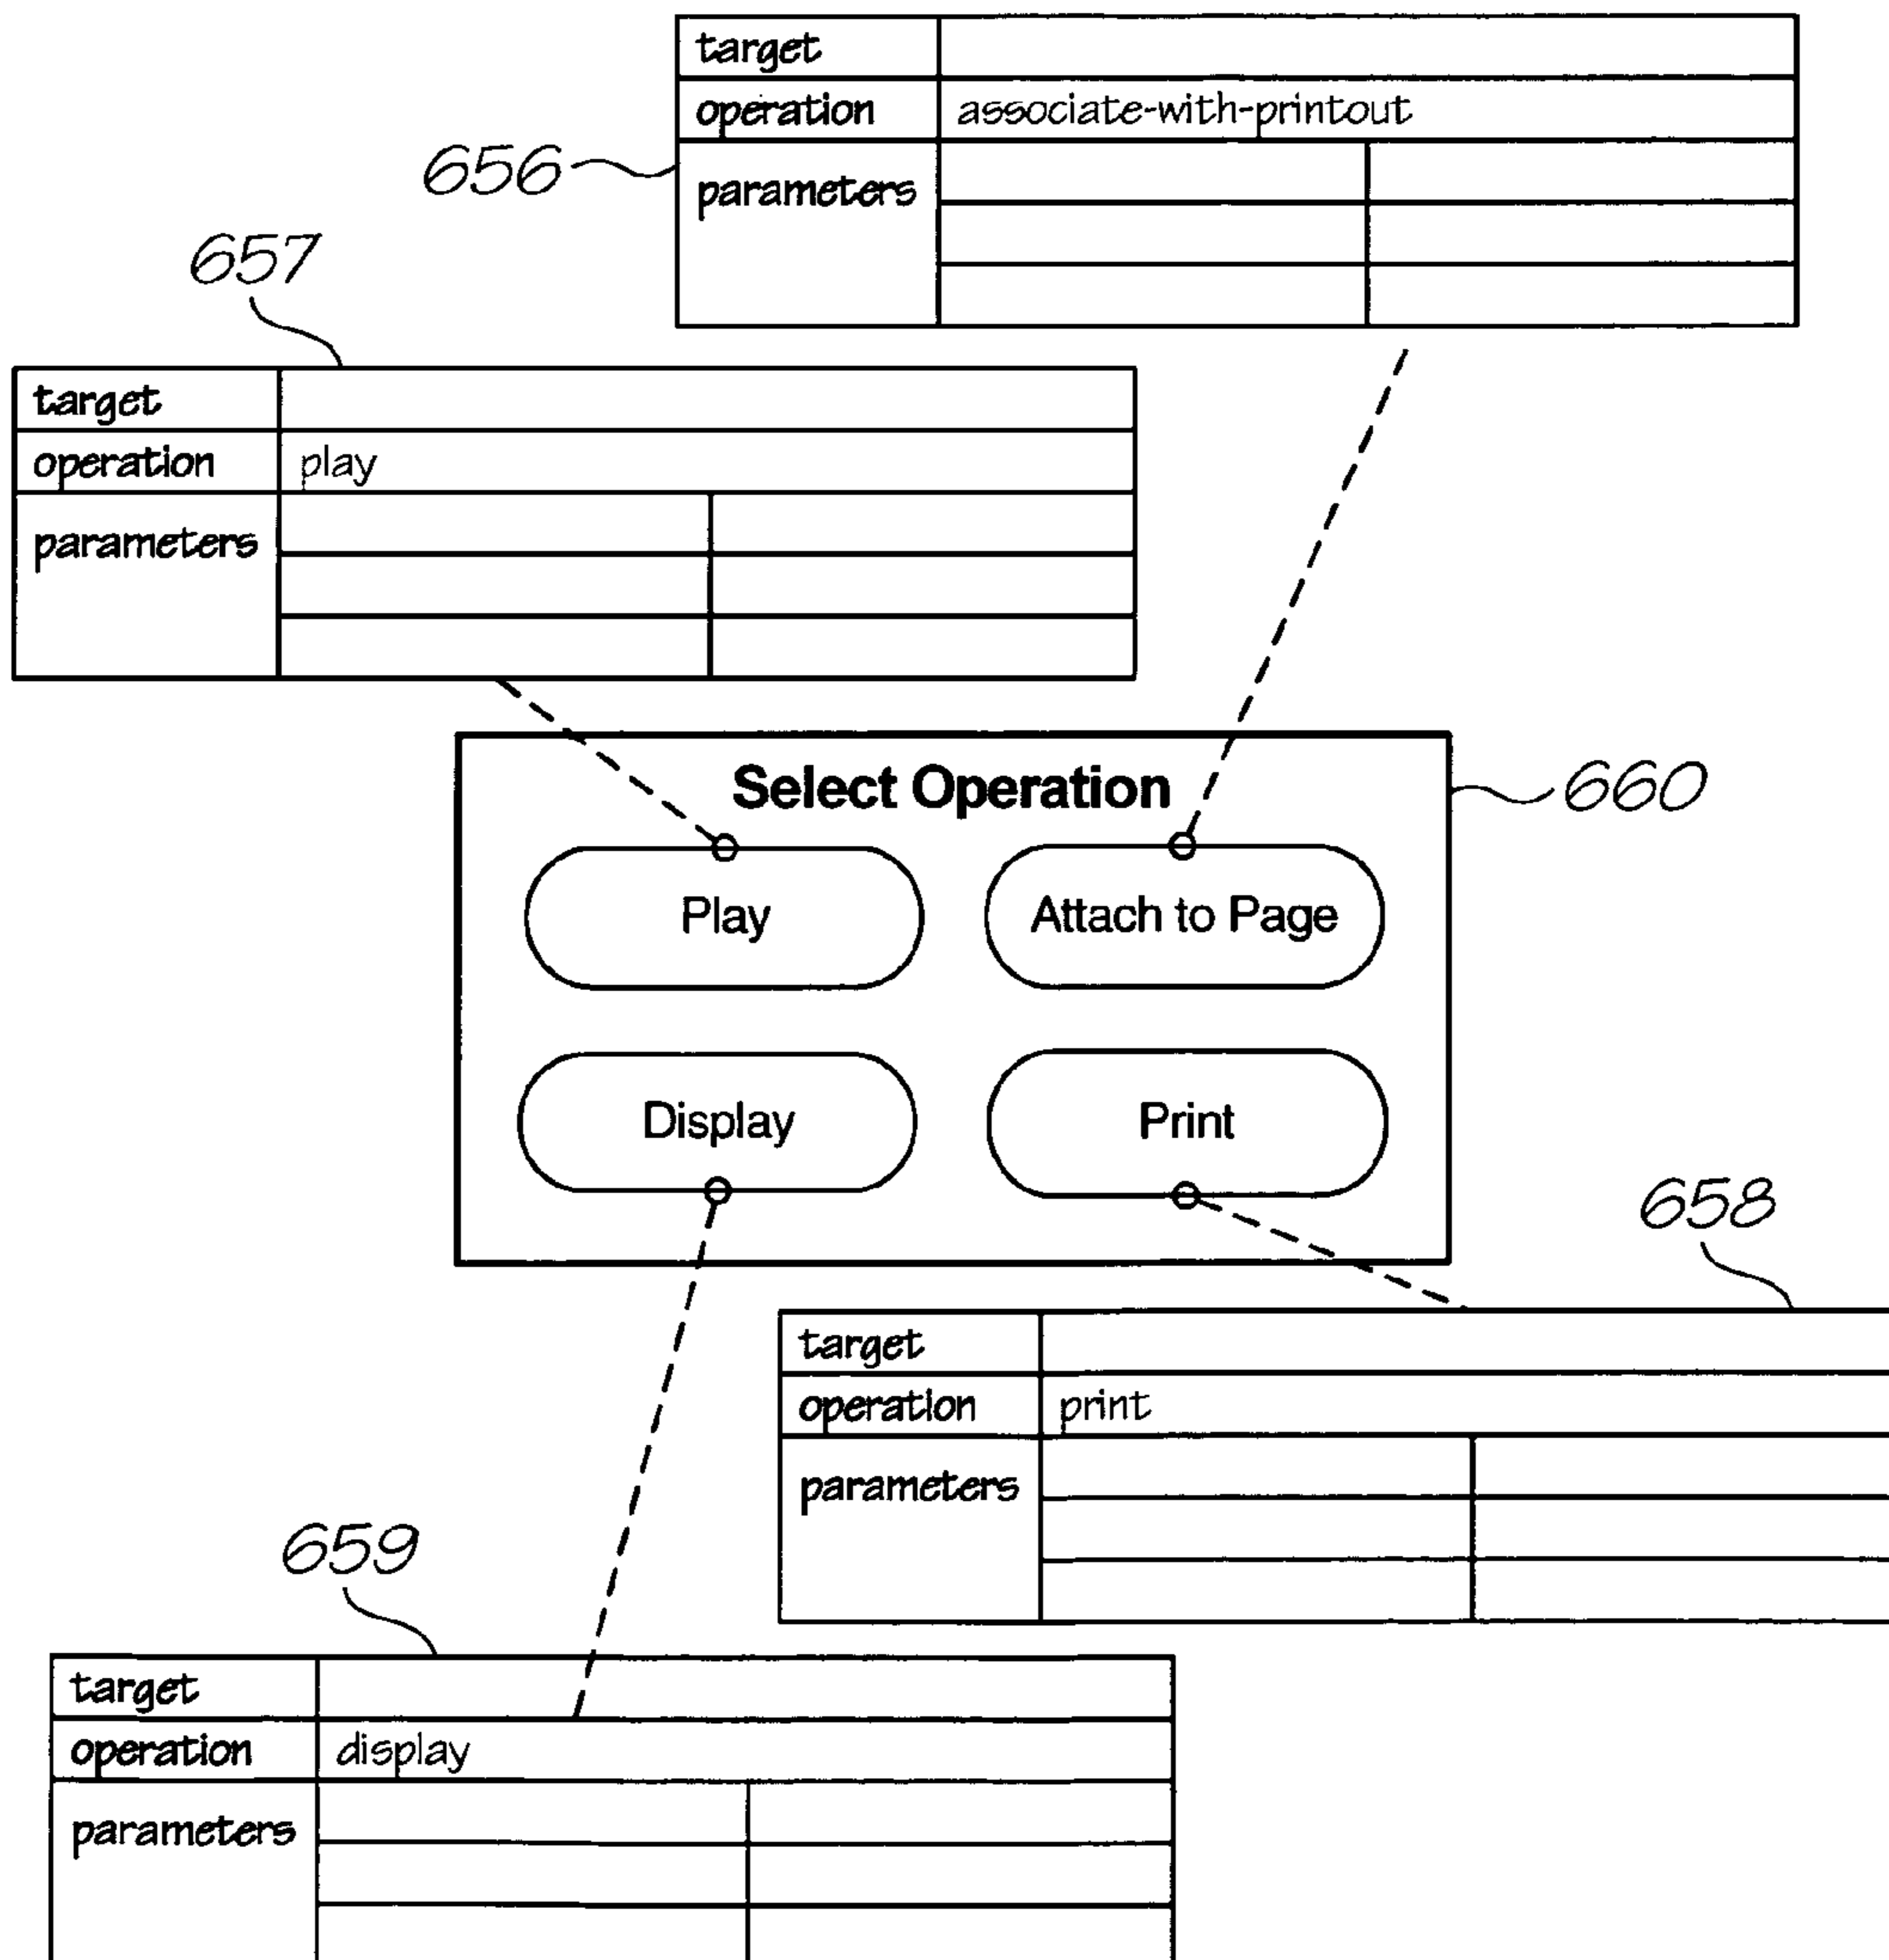 target
operation associate-with-printout
656
parameters
657
target
operation play
parameters
Select Operation
660
Play Attach to Page
Display Print
658
target
operation print
parameters
659
target
operation display
parameters